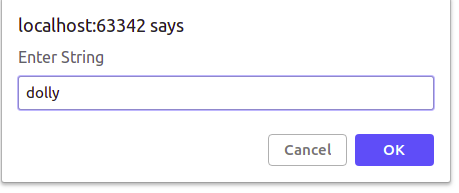 localhost:63342 says
Enter String
dolly
Cancel OK